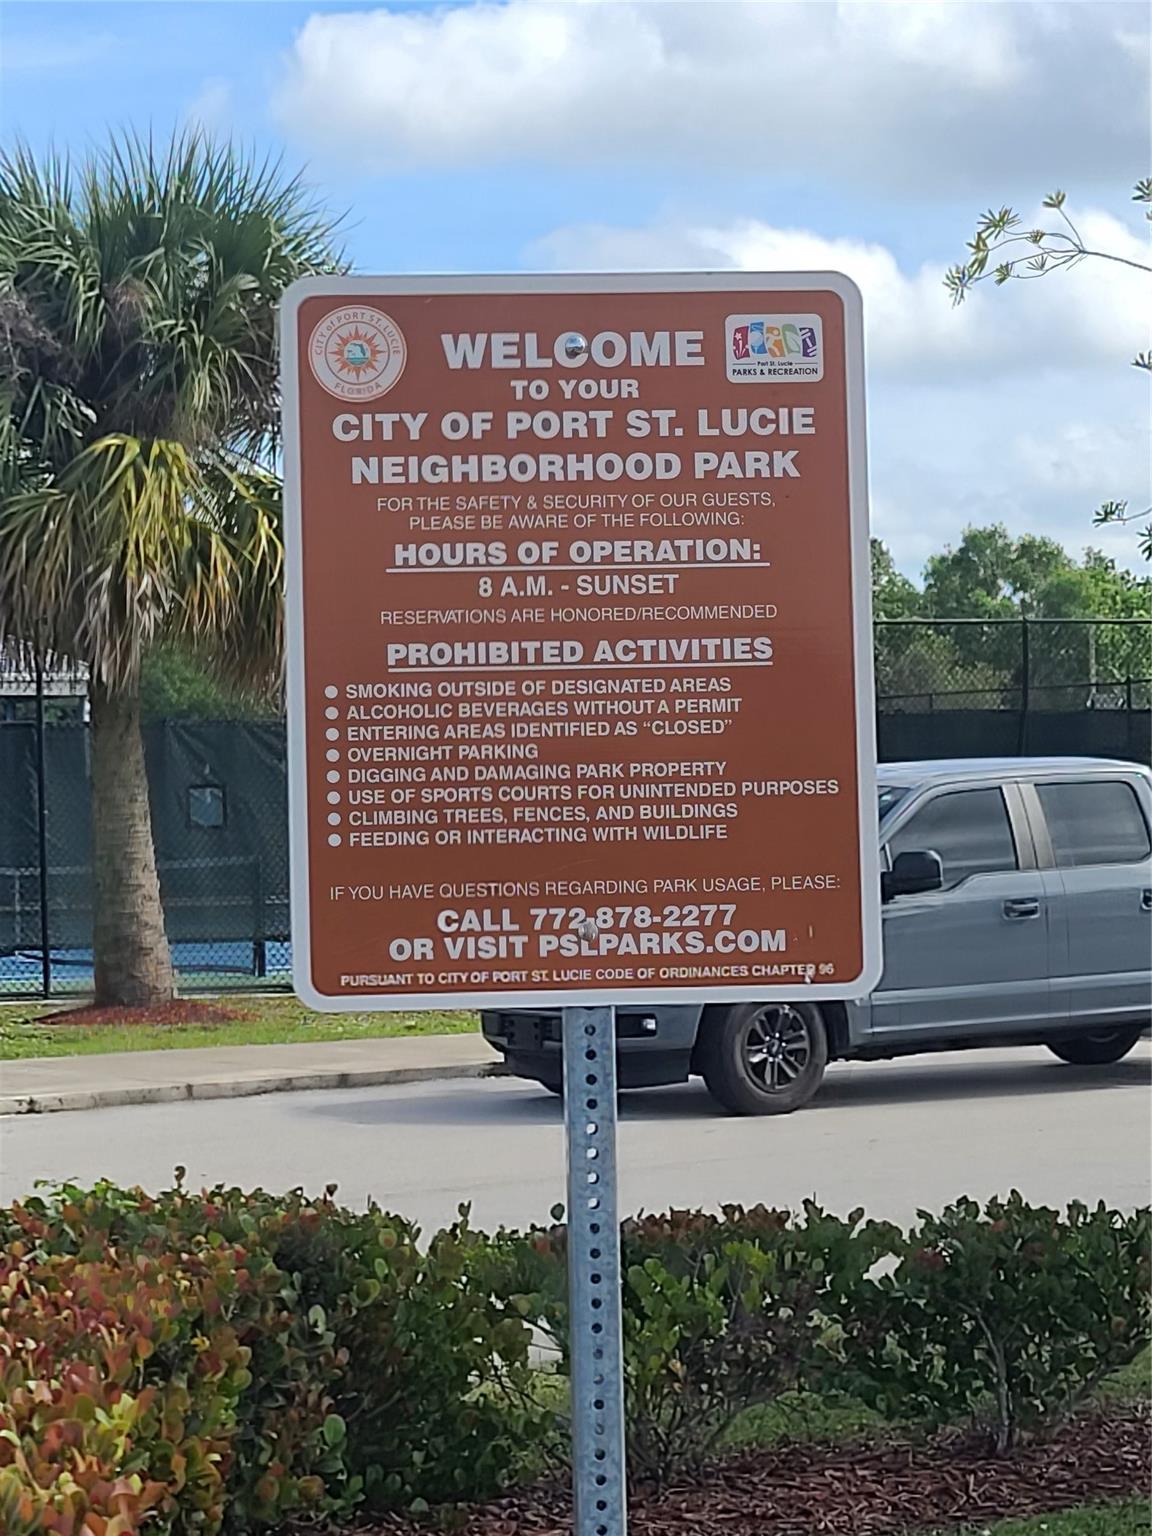 CITY of PORT ST. LUCIE
FLORIDA
Port St. Lucie
PARKS & RECREATION
WELCOME
TO YOUR
CITY OF PORT ST. LUCIE
NEIGHBORHOOD PARK
FOR THE SAFETY & SECURITY OF OUR GUESTS,
PLEASE BE AWARE OF THE FOLLOWING:
HOURS OF OPERATION:
8 A.M. - SUNSET
RESERVATIONS ARE HONORED/RECOMMENDED
PROHIBITED ACTIVITIES
● SMOKING OUTSIDE OF DESIGNATED AREAS
● ALCOHOLIC BEVERAGES WITHOUT A PERMIT
● ENTERING AREAS IDENTIFIED AS “CLOSED”
● OVERNIGHT PARKING
● DIGGING AND DAMAGING PARK PROPERTY
● USE OF SPORTS COURTS FOR UNINTENDED PURPOSES
● CLIMBING TREES, FENCES, AND BUILDINGS
● FEEDING OR INTERACTING WITH WILDLIFE
IF YOU HAVE QUESTIONS REGARDING PARK USAGE, PLEASE:
CALL 772-878-2277
OR VISIT PSLPARKS.COM
PURSUANT TO CITY OF PORT ST. LUCIE CODE OF ORDINANCES CHAPTER 96